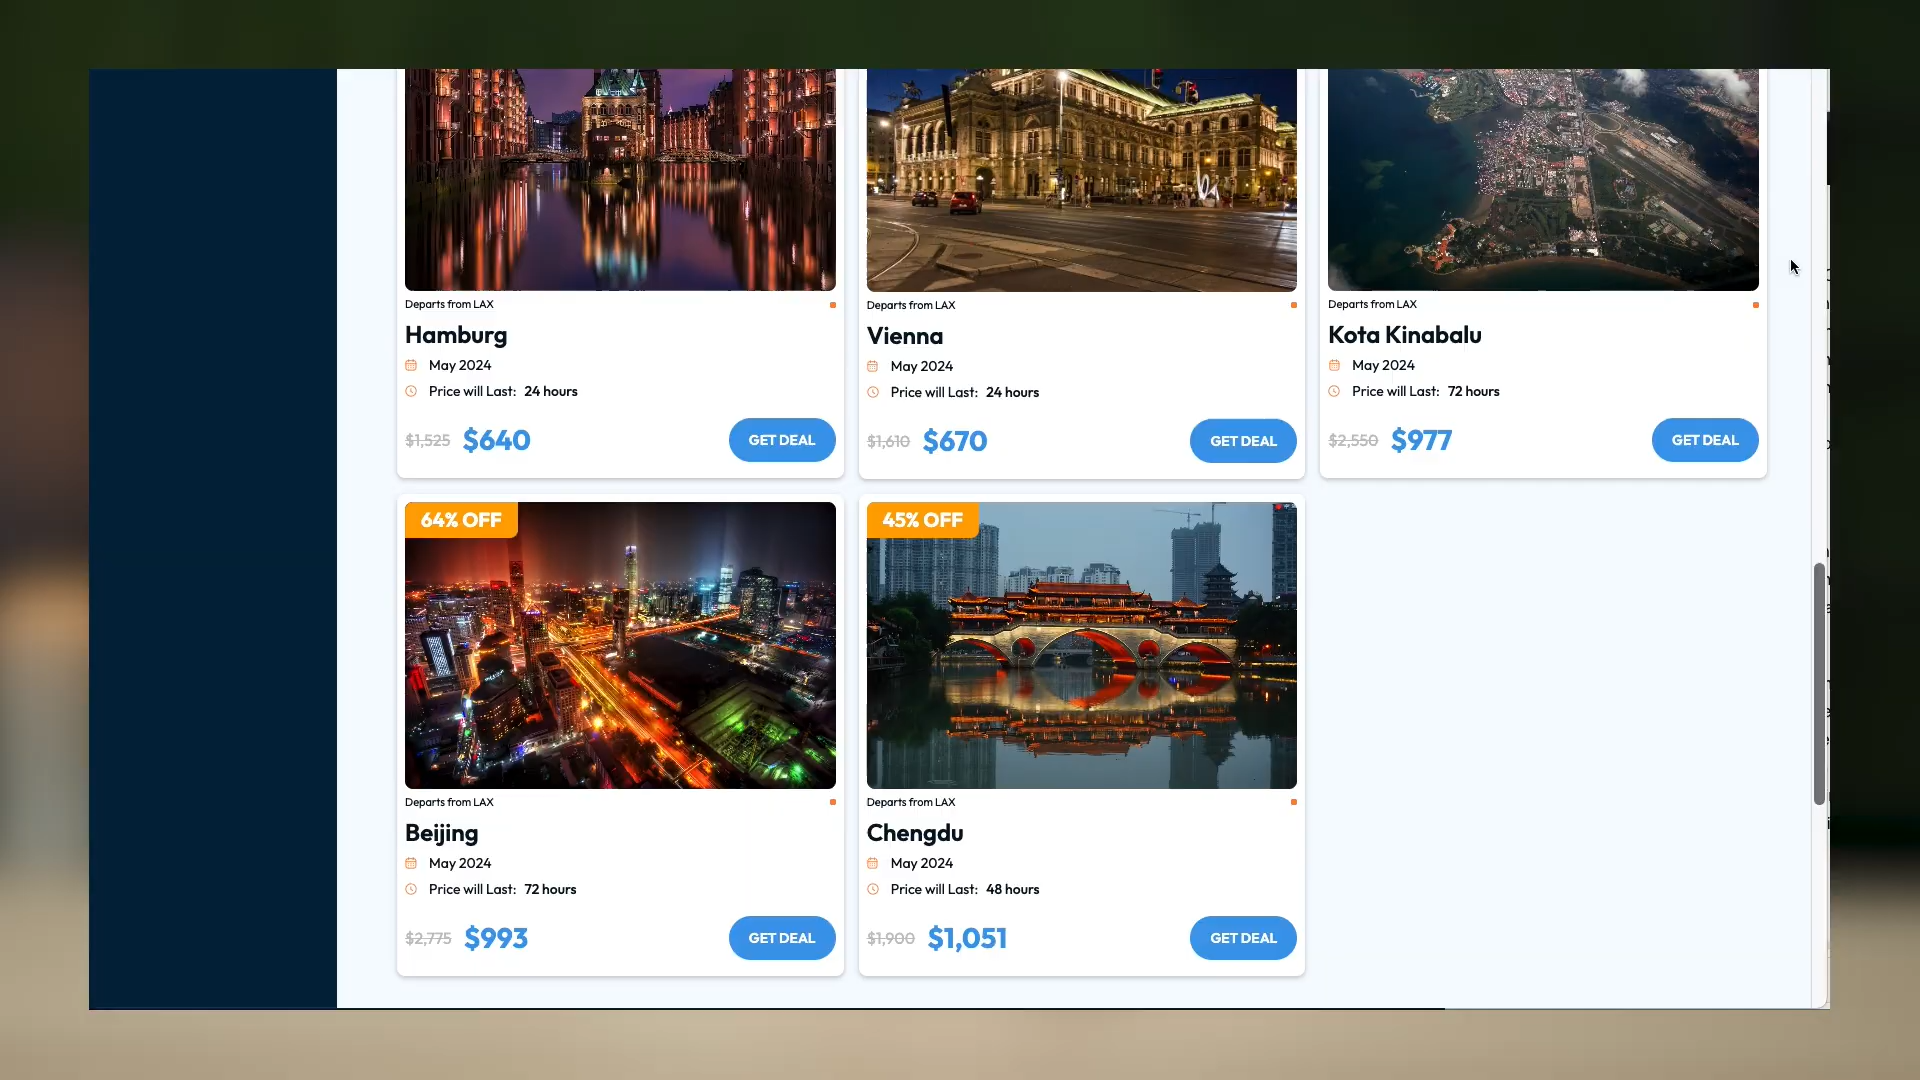 Departs from LAX
Hamburg
May 2024
Price will Last: 24 hours
$1,525 $640
GET DEAL
Departs from LAX
Vienna
May 2024
Price will Last: 24 hours
$1,610 $670
GET DEAL
Departs from LAX
Kota Kinabalu
May 2024
Price will Last: 72 hours
$2,550 $977
GET DEAL
64% OFF
Departs from LAX
Beijing
May 2024
Price will Last: 72 hours
$2,775 $993
GET DEAL
45% OFF
Departs from LAX
Chengdu
May 2024
Price will Last: 48 hours
$1,900 $1,051
GET DEAL